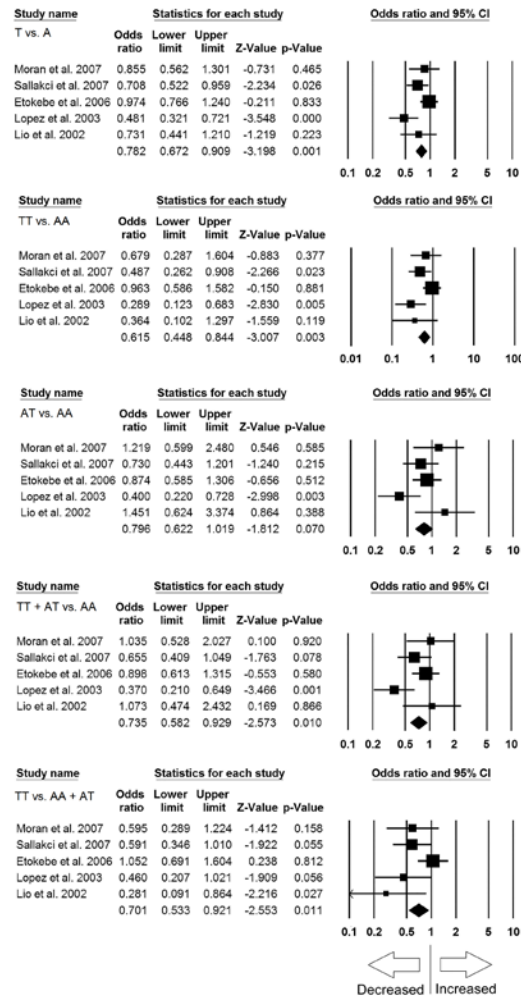 Study name Statistics for each study Odds ratio and 95% CI
T vs. A
Odds Lower Upper
ratio limit limit Z-Value p-Value
Moran et al. 2007 0.855 0.562 1.301 -0.731 0.465
Sallakci et al. 2007 0.708 0.522 0.959 -2.234 0.026
Etokebe et al. 2006 0.974 0.766 1.240 -0.211 0.833
Lopez et al. 2003 0.481 0.321 0.721 -3.548 0.000
Lio et al. 2002 0.731 0.441 1.210 -1.219 0.223
0.782 0.672 0.909 -3.198 0.001
0.1 0.2 0.5 1 2 5 10
Study name Statistics for each study Odds ratio and 95% CI
TT vs. AA
Odds Lower Upper
ratio limit limit Z-Value p-Value
Moran et al. 2007 0.679 0.287 1.604 -0.883 0.377
Sallakci et al. 2007 0.487 0.262 0.908 -2.266 0.023
Etokebe et al. 2006 0.963 0.586 1.582 -0.150 0.881
Lopez et al. 2003 0.289 0.123 0.683 -2.830 0.005
Lio et al. 2002 0.364 0.102 1.297 -1.559 0.119
0.615 0.448 0.844 -3.007 0.003
0.01 0.1 1 10 100
Study name Statistics for each study Odds ratio and 95% CI
AT vs. AA
Odds Lower Upper
ratio limit limit Z-Value p-Value
Moran et al. 2007 1.219 0.599 2.480 0.546 0.585
Sallakci et al. 2007 0.730 0.443 1.201 -1.240 0.215
Etokebe et al. 2006 0.874 0.585 1.306 -0.656 0.512
Lopez et al. 2003 0.400 0.220 0.728 -2.998 0.003
Lio et al. 2002 1.451 0.624 3.374 0.864 0.388
0.796 0.622 1.019 -1.812 0.070
0.1 0.2 0.5 1 2 5 10
Study name Statistics for each study Odds ratio and 95% CI
TT + AT vs. AA
Odds Lower Upper
ratio limit limit Z-Value p-Value
Moran et al. 2007 1.035 0.528 2.027 0.100 0.920
Sallakci et al. 2007 0.655 0.409 1.049 -1.763 0.078
Etokebe et al. 2006 0.898 0.613 1.315 -0.553 0.580
Lopez et al. 2003 0.370 0.210 0.649 -3.466 0.001
Lio et al. 2002 1.073 0.474 2.432 0.169 0.866
0.735 0.582 0.929 -2.573 0.010
0.1 0.2 0.5 1 2 5 10
Study name Statistics for each study Odds ratio and 95% CI
TT vs. AA + AT
Odds Lower Upper
ratio limit limit Z-Value p-Value
Moran et al. 2007 0.595 0.289 1.224 -1.412 0.158
Sallakci et al. 2007 0.591 0.346 1.010 -1.922 0.055
Etokebe et al. 2006 1.052 0.691 1.604 0.238 0.812
Lopez et al. 2003 0.460 0.207 1.021 -1.909 0.056
Lio et al. 2002 0.281 0.091 0.864 -2.216 0.027
0.701 0.533 0.921 -2.553 0.011
0.1 0.2 0.5 1 2 5 10
Decreased Increased